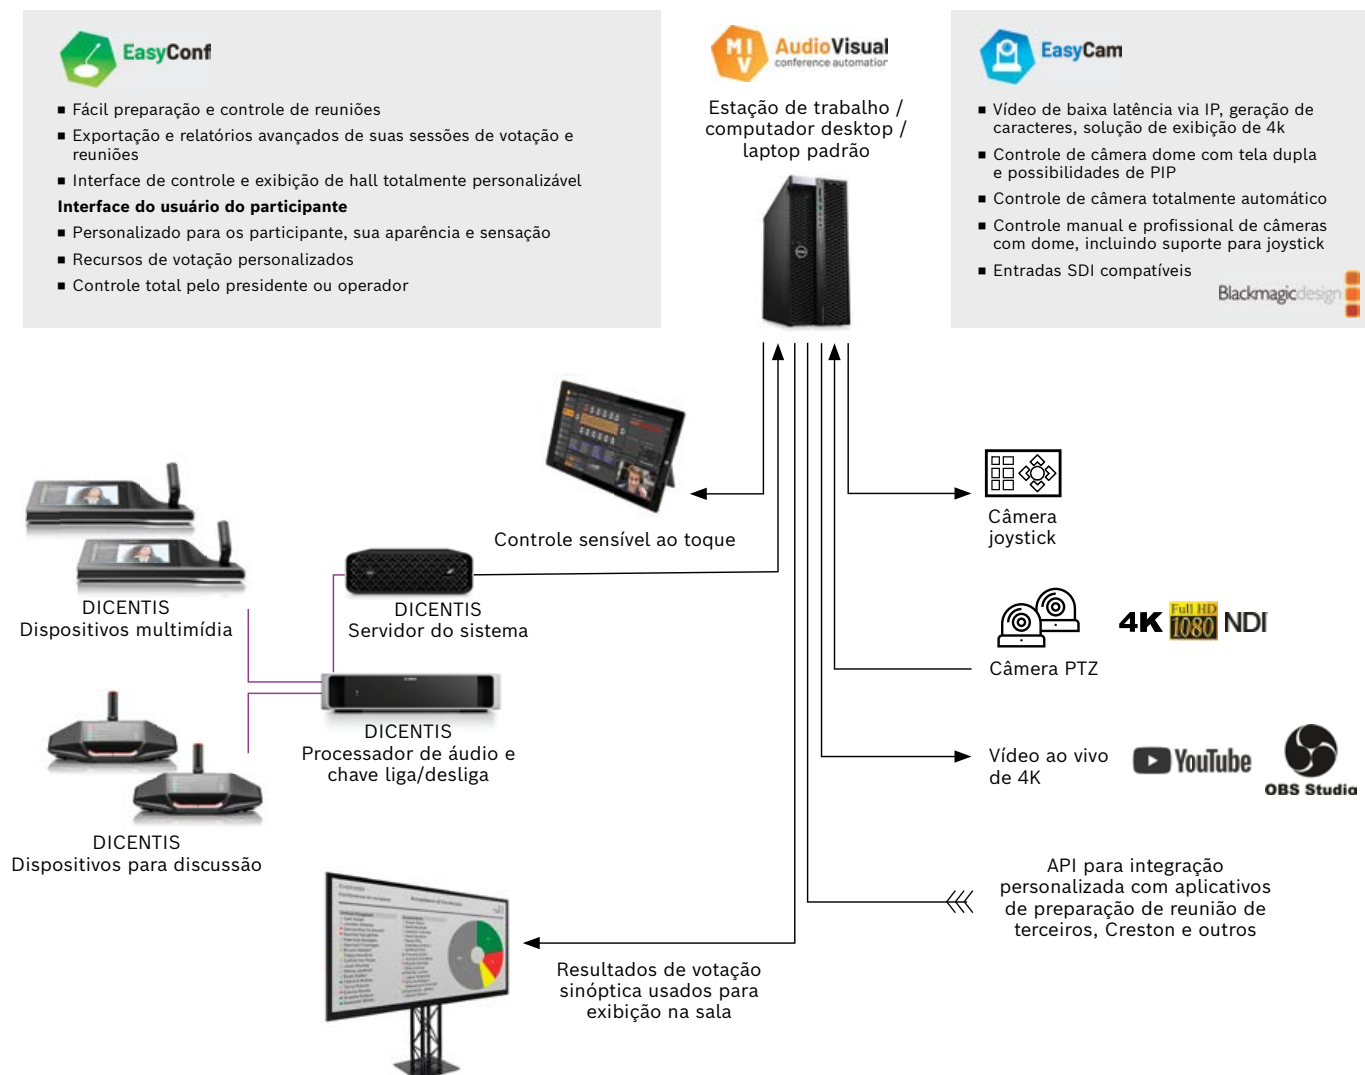 EasyConf
■ Fácil preparação e controle de reuniões
■ Exportação e relatórios avançados de suas sessões de votação e
reuniões
■ Interface de controle e exibição de hall totalmente personalizável
Interface do usuário do participante
■ Personalizado para os participante, sua aparência e sensação
■ Recursos de votação personalizados
■ Controle total pelo presidente ou operador
MIV
AudioVisual
conference automation
Estação de trabalho /
computador desktop /
laptop padrão
EasyCam
■ Vídeo de baixa latência via IP, geração de
caracteres, solução de exibição de 4k
■ Controle de câmera dome com tela dupla
e possibilidades de PIP
■ Controle de câmera totalmente automático
■ Controle manual e profissional de câmeras
com dome, incluindo suporte para joystick
■ Entradas SDI compatíveis
Blackmagicdesign
Controle sensível ao toque
Câmera
joystick
DICENTIS
Dispositivos multimídia
DICENTIS
Servidor do sistema
4K Full HD 1080 NDI
Câmera PTZ
DICENTIS
Processador de áudio e
chave liga/desliga
Vídeo ao vivo
de 4K
YouTube
OBS Studio
DICENTIS
Dispositivos para discussão
API para integração
personalizada com aplicativos
de preparação de reunião de
terceiros, Creston e outros
Resultados de votação
sinóptica usados para
exibição na sala